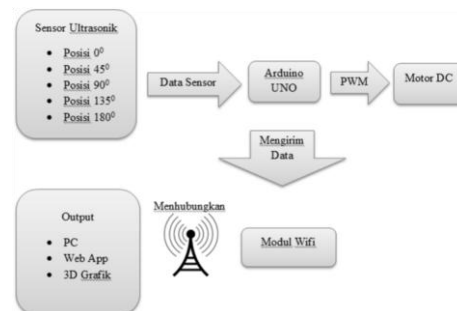 Sensor Ultrasonik
• Posisi 0⁰
• Posisi 45⁰
• Posisi 90⁰
• Posisi 135⁰
• Posisi 180⁰
Data Sensor
Arduino
UNO
PWM
Motor DC
Mengirim
Data
Output
• PC
• Web App
• 3D Grafik
Menhubungkan
Modul Wifi